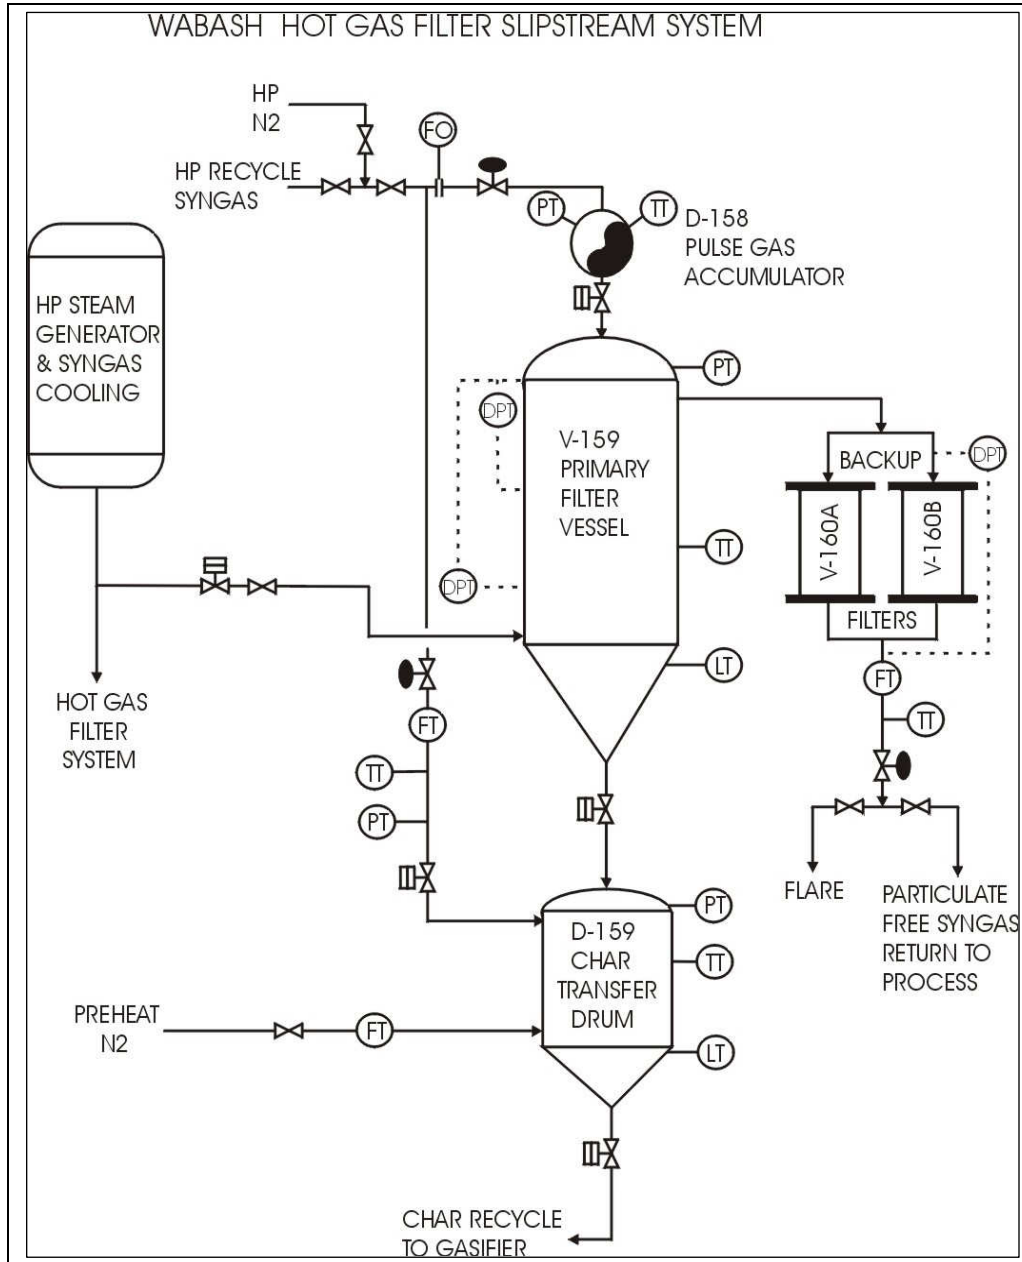 WABASH HOT GAS FILTER SLIPSTREAM SYSTEM
HP
N2
FO
HP RECYCLE
SYNGAS
PT
TT
D-158
PULSE GAS
ACCUMULATOR
HP STEAM
GENERATOR
& SYNGAS
COOLING
PT
DPT
V-159
PRIMARY
FILTER
VESSEL
BACKUP
DPT
V-160A
V-160B
TT
DPT
FILTERS
LT
FT
HOT GAS
FILTER
SYSTEM
FT
TT
TT
PT
FLARE
PARTICULATE
FREE SYNGAS
RETURN TO
PROCESS
PT
D-159
CHAR
TRANSFER
DRUM
TT
PREHEAT
N2
FT
LT
CHAR RECYCLE
TO GASIFIER